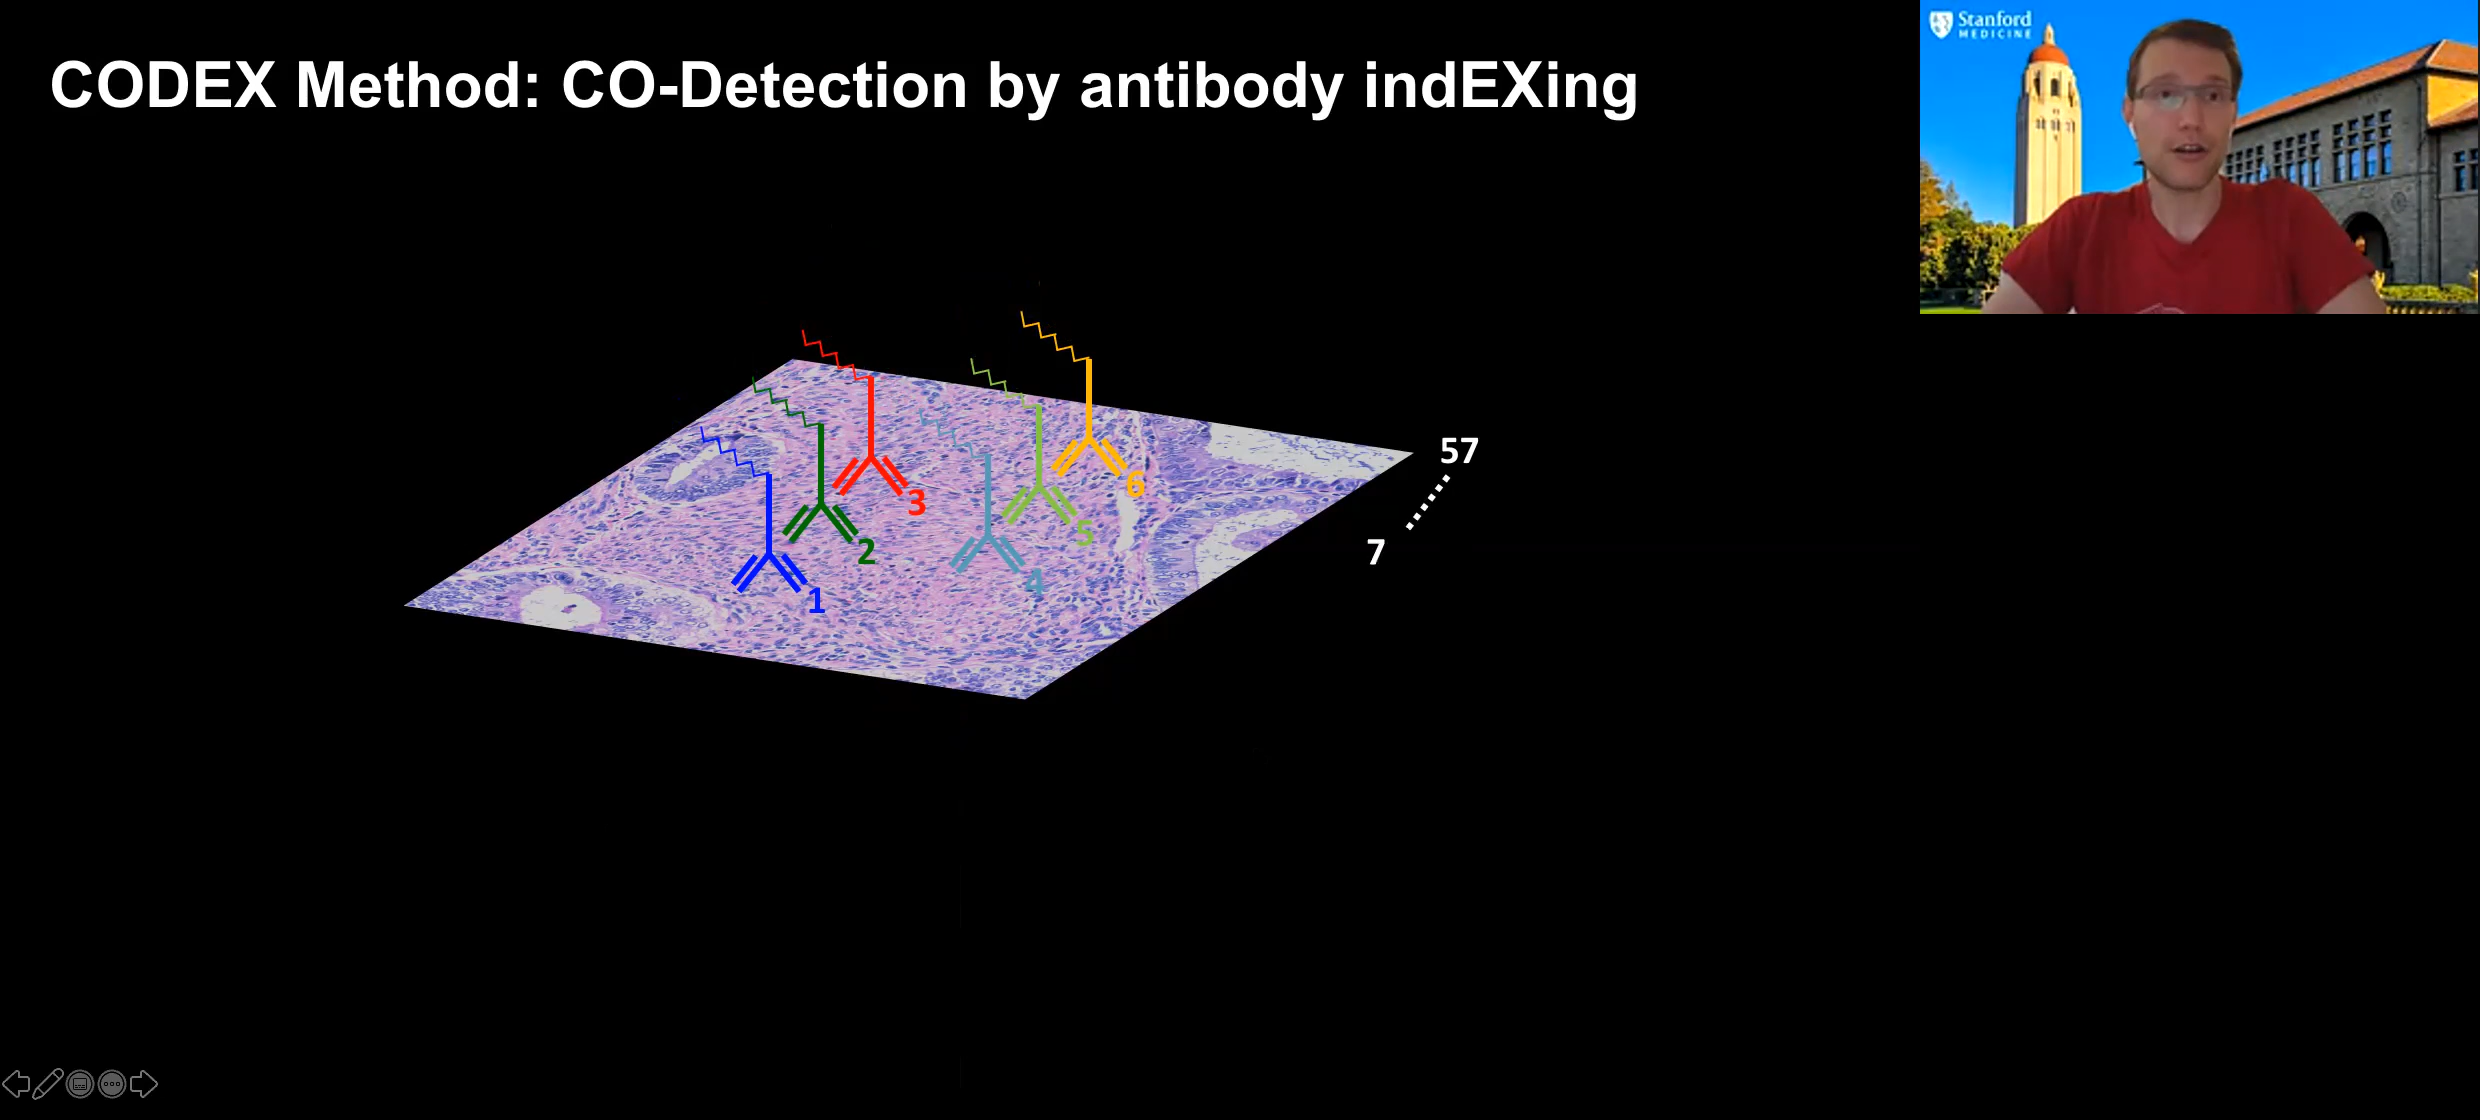 CODEX Method: CO-Detection by antibody indEXing
Stanford
MEDICINE
57
7
3
6
2
5
1
4